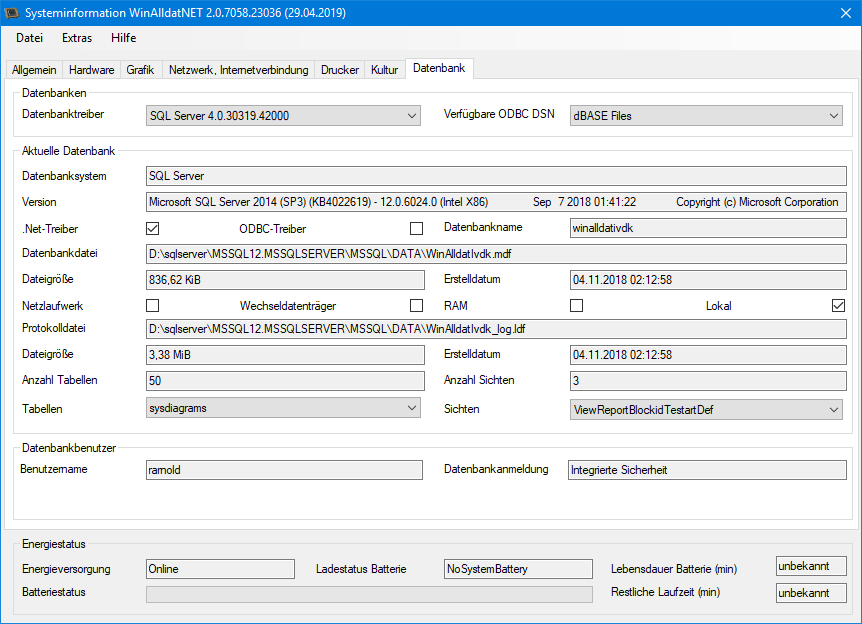 Systeminformation WinAlldatNET 2.0.7058.23036 (29.04.2019)
Datei Extras Hilfe
Allgemein Hardware Grafik Netzwerk, Internetverbindung Drucker Kultur Datenbank
Datenbanken
Datenbanktreiber SQL Server 4.0.30319.42000 Verfügbare ODBC DSN dBASE Files
Aktuelle Datenbank
Datenbanksystem SQL Server
Version Microsoft SQL Server 2014 (SP3) (KB4022619) - 12.0.6024.0 (Intel X86) Sep 7 2018 01:41:22 Copyright (c) Microsoft Corporation
.Net-Treiber ODBC-Treiber Datenbankname winalldativdk
Datenbankdatei D:\sqlserver\MSSQL12.MSSQLSERVER\MSSQL\DATA\WinAlldatIvdk.mdf
Dateigröße 836,62 KiB Erstelldatum 04.11.2018 02:12:58
Netzlaufwerk Wechseldatenträger RAM Lokal
Protokolldatei D:\sqlserver\MSSQL12.MSSQLSERVER\MSSQL\DATA\WinAlldatIvdk_log.ldf
Dateigröße 3,38 MiB Erstelldatum 04.11.2018 02:12:58
Anzahl Tabellen 50 Anzahl Sichten 3
Tabellen sysdiagrams Sichten ViewReportBlockidTestartDef
Datenbankbenutzer
Benutzername rarnold Datenbankanmeldung Integrierte Sicherheit
Energiestatus
Energieversorgung Online Ladestatus Batterie NoSystemBattery Lebensdauer Batterie (min) unbekannt
Batteriestatus Restliche Laufzeit (min) unbekannt